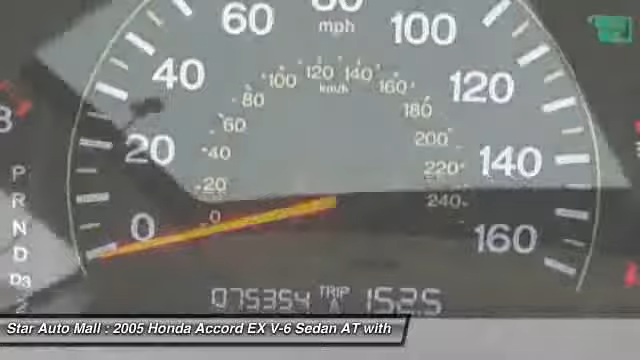 80
60 100
mph
40 120
120 140
100 160
km/h
80 180
60 200
20 140
40 220
20 240
0 0 160
P
R
N
D
D3
2
075354 TRIP A 152.5
Star Auto Mall : 2005 Honda Accord EX V-6 Sedan AT with